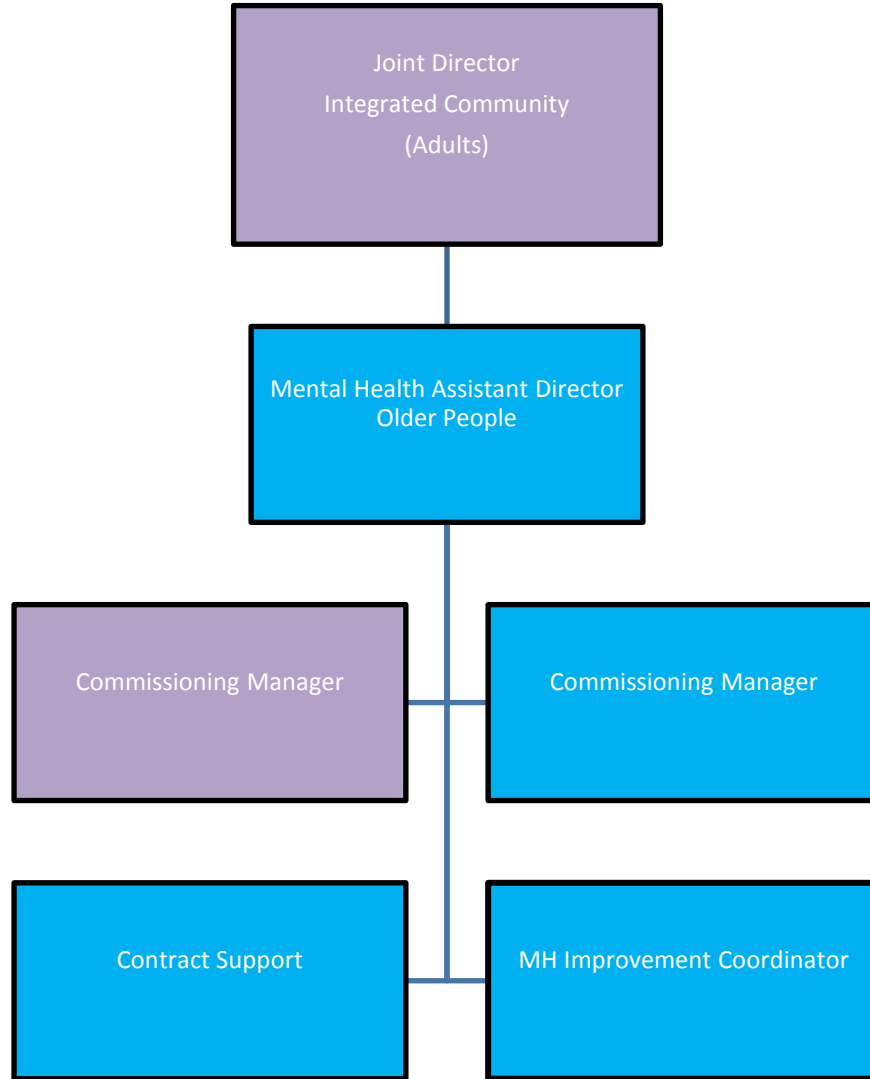 Joint Director
Integrated Community
(Adults)
Mental Health Assistant Director
Older People
Commissioning Manager
Commissioning Manager
Contract Support
MH Improvement Coordinator